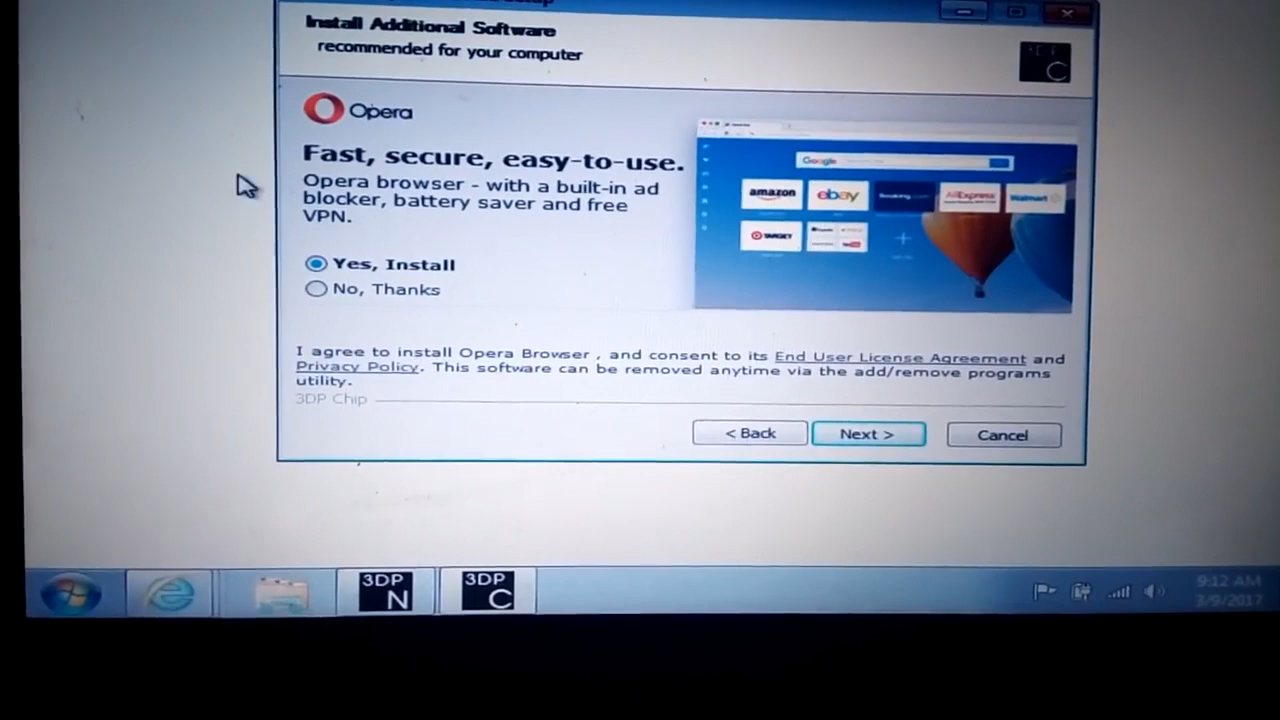 Install Additional Software
recommended for your computer
C
Opera
Fast, secure, easy-to-use.
Opera browser - with a built-in ad
blocker, battery saver and free
VPN.
Google
amazon
ebay
Booking.com
AliExpress
Walmart
TARGET
Yes, Install
No, Thanks
I agree to install Opera Browser , and consent to its End User License Agreement and
Privacy Policy. This software can be removed anytime via the add/remove programs
utility.
3DP Chip
< Back
Next >
Cancel
3DP
N
3DP
C
9:12 AM
3/9/2017